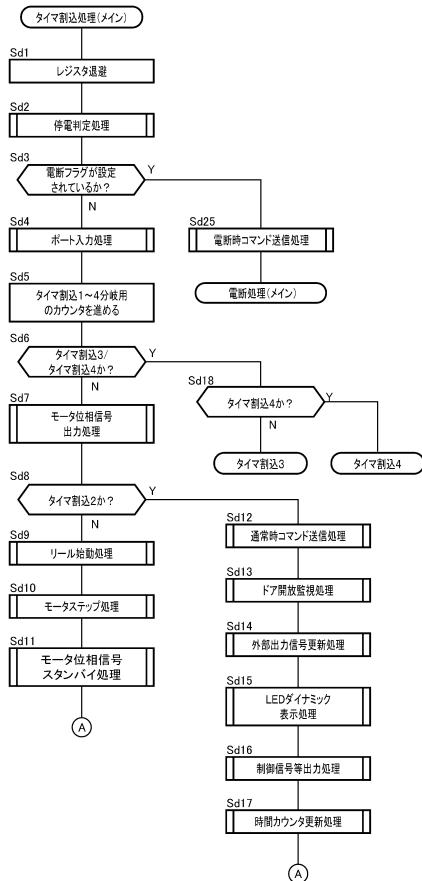 タイマ割込処理(メイン)
Sd1
レジスタ退避
Sd2
停電判定処理
Sd3
電断フラグが設定
されているか？
Y
N
Sd4
ポート入力処理
Sd25
電断時コマンド送信処理
電断処理(メイン)
Sd5
タイマ割込1～4分岐用
のカウンタを進める
Sd6
タイマ割込3/
タイマ割込4か？
Y
N
Sd18
タイマ割込4か？
Y
N
タイマ割込3
タイマ割込4
Sd7
モータ位相信号
出力処理
Sd8
タイマ割込2か？
Y
N
Sd9
リール始動処理
Sd10
モータステップ処理
Sd11
モータ位相信号
スタンバイ処理
A
Sd12
通常時コマンド送信処理
Sd13
ドア開放監視処理
Sd14
外部出力信号更新処理
Sd15
LEDダイナミック
表示処理
Sd16
制御信号等出力処理
Sd17
時間カウンタ更新処理
A